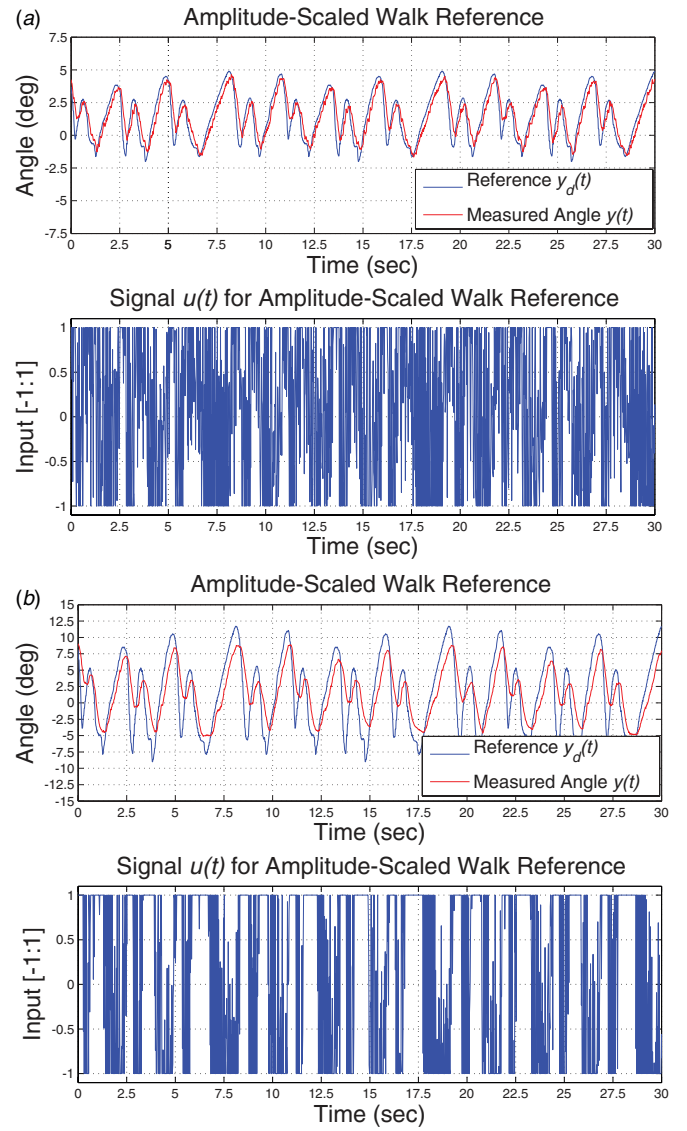 (a)
Amplitude-Scaled Walk Reference
7.5
5
2.5
0
-2.5
-5
-7.5
Angle (deg)
Reference y_d(t)
Measured Angle y(t)
0 2.5 5 7.5 10 12.5 15 17.5 20 22.5 25 27.5 30
Time (sec)
Signal u(t) for Amplitude-Scaled Walk Reference
1
0.5
0
-0.5
-1
Input [-1:1]
0 2.5 5 7.5 10 12.5 15 17.5 20 22.5 25 27.5 30
Time (sec)
(b)
Amplitude-Scaled Walk Reference
15
12.5
10
7.5
5
2.5
0
-2.5
-5
-7.5
-10
-12.5
15
Angle (deg)
Reference y_d(t)
Measured Angle y(t)
0 2.5 5 7.5 10 12.5 15 17.5 20 22.5 25 27.5 30
Time (sec)
Signal u(t) for Amplitude-Scaled Walk Reference
1
0.5
0
-0.5
-1
Input [-1:1]
0 2.5 5 7.5 10 12.5 15 17.5 20 22.5 25 27.5 30
Time (sec)